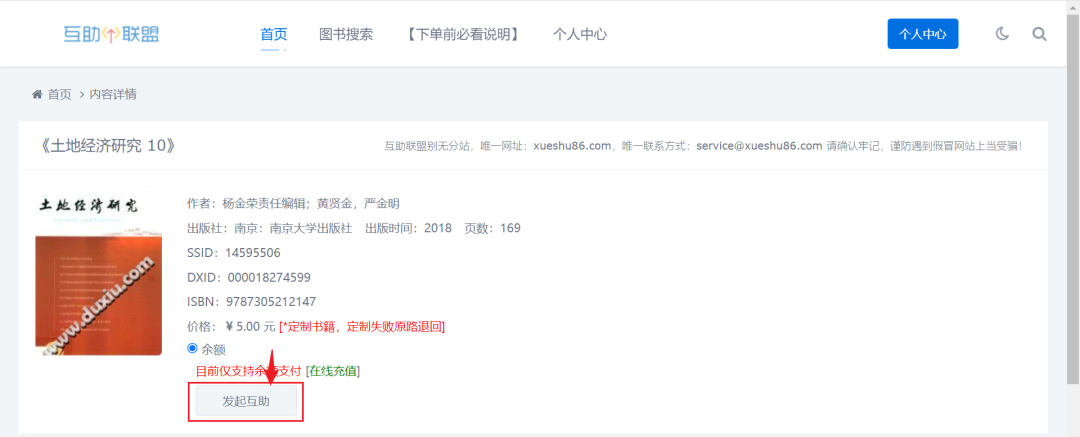 互助联盟 首页 图书搜索 【下单前必看说明】 个人中心 个人中心
首页 > 内容详情
《土地经济研究 10》 互助联盟别无分站，唯一网址：xueshu86.com，唯一联系方式：service@xueshu86.com 请确认牢记，谨防遇到假冒网站上当受骗！
土地经济研究
www.duxiu.com
作者：杨金荣责任编辑；黄贤金，严金明
出版社：南京：南京大学出版社 出版时间：2018 页数：169
SSID：14595506
DXID：000018274599
ISBN：9787305212147
价格：¥ 5.00 元 [*定制书籍，定制失败原路退回]
余额
目前仅支持余额支付 [在线充值]
发起互助